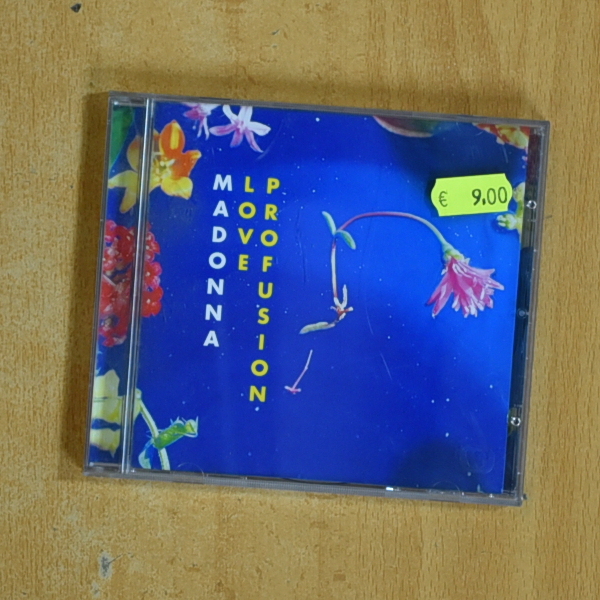 MADONNA
LOVE
PROFUSION
€ 9.00